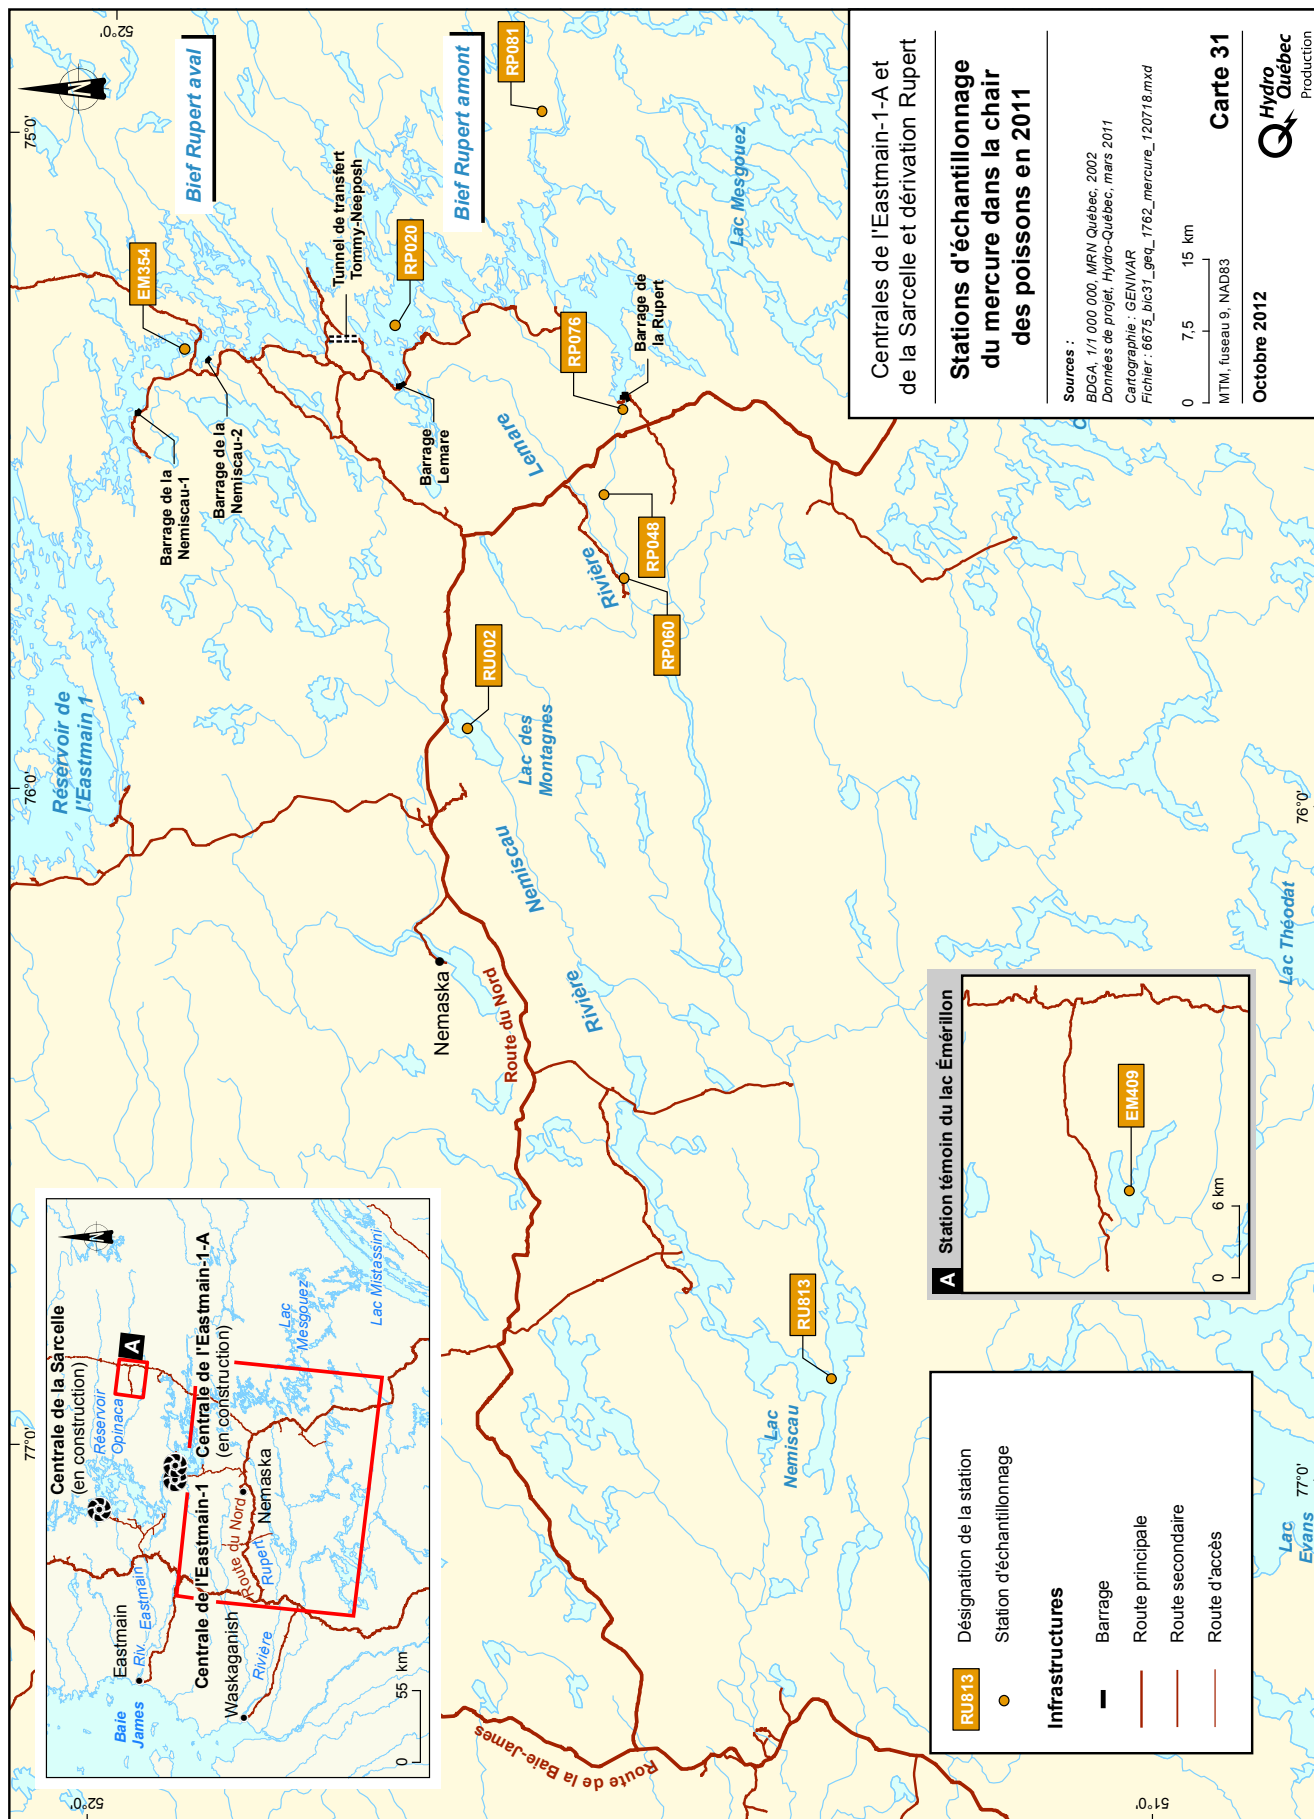 52°0'
77°0'
76°0'
75°0'
52°0'
Centrale de la Sarcelle
(en construction)
A
Réservoir
Opinaca
Eastmain
Riv. Eastmain
Baie
James
Centrale de l'Eastmain-1
Centrale de l'Eastmain-1-A
(en construction)
Route du Nord
Nemaska
Waskaganish
Rivière
Rupert
Lac
Mesgouez
Lac Mistassini
0 55 km
N
Réservoir de
l'Eastmain 1
N
Bief Rupert aval
EM354
Barrage de la
Nemiscau-1
Barrage de la
Nemiscau-2
Tunnel de transfert
Tommy-Neeposh
RP020
Bief Rupert amont
RP081
Barrage
Lemare
Nemaska
Route du Nord
RU002
Lac des
Montagnes
Rivière
Nemiscau
Rivière
Lemare
RP076
Barrage de
la Rupert
RP048
RP060
Lac Mesgouez
Route de la Baie-James
RU813
Lac
Nemiscau
Lac Théodat
Lac
Evans
51°0'
77°0'
76°0'
RU813 Désignation de la station
Station d'échantillonnage
Infrastructures
Barrage
Route principale
Route secondaire
Route d'accès
A Station témoin du lac Émérillon
EM409
0 6 km
Centrales de l'Eastmain-1-A et
de la Sarcelle et dérivation Rupert
Stations d'échantillonnage
du mercure dans la chair
des poissons en 2011
Sources :
BDGA, 1/1 000 000, MRN Québec, 2002
Données de projet, Hydro-Québec, mars 2011
Cartographie : GENIVAR
Fichier : 6675_bic31_geq_1762_mercure_120718.mxd
0 7,5 15 km
MTM, fuseau 9, NAD83
Octobre 2012
Carte 31
Hydro
Québec
Production